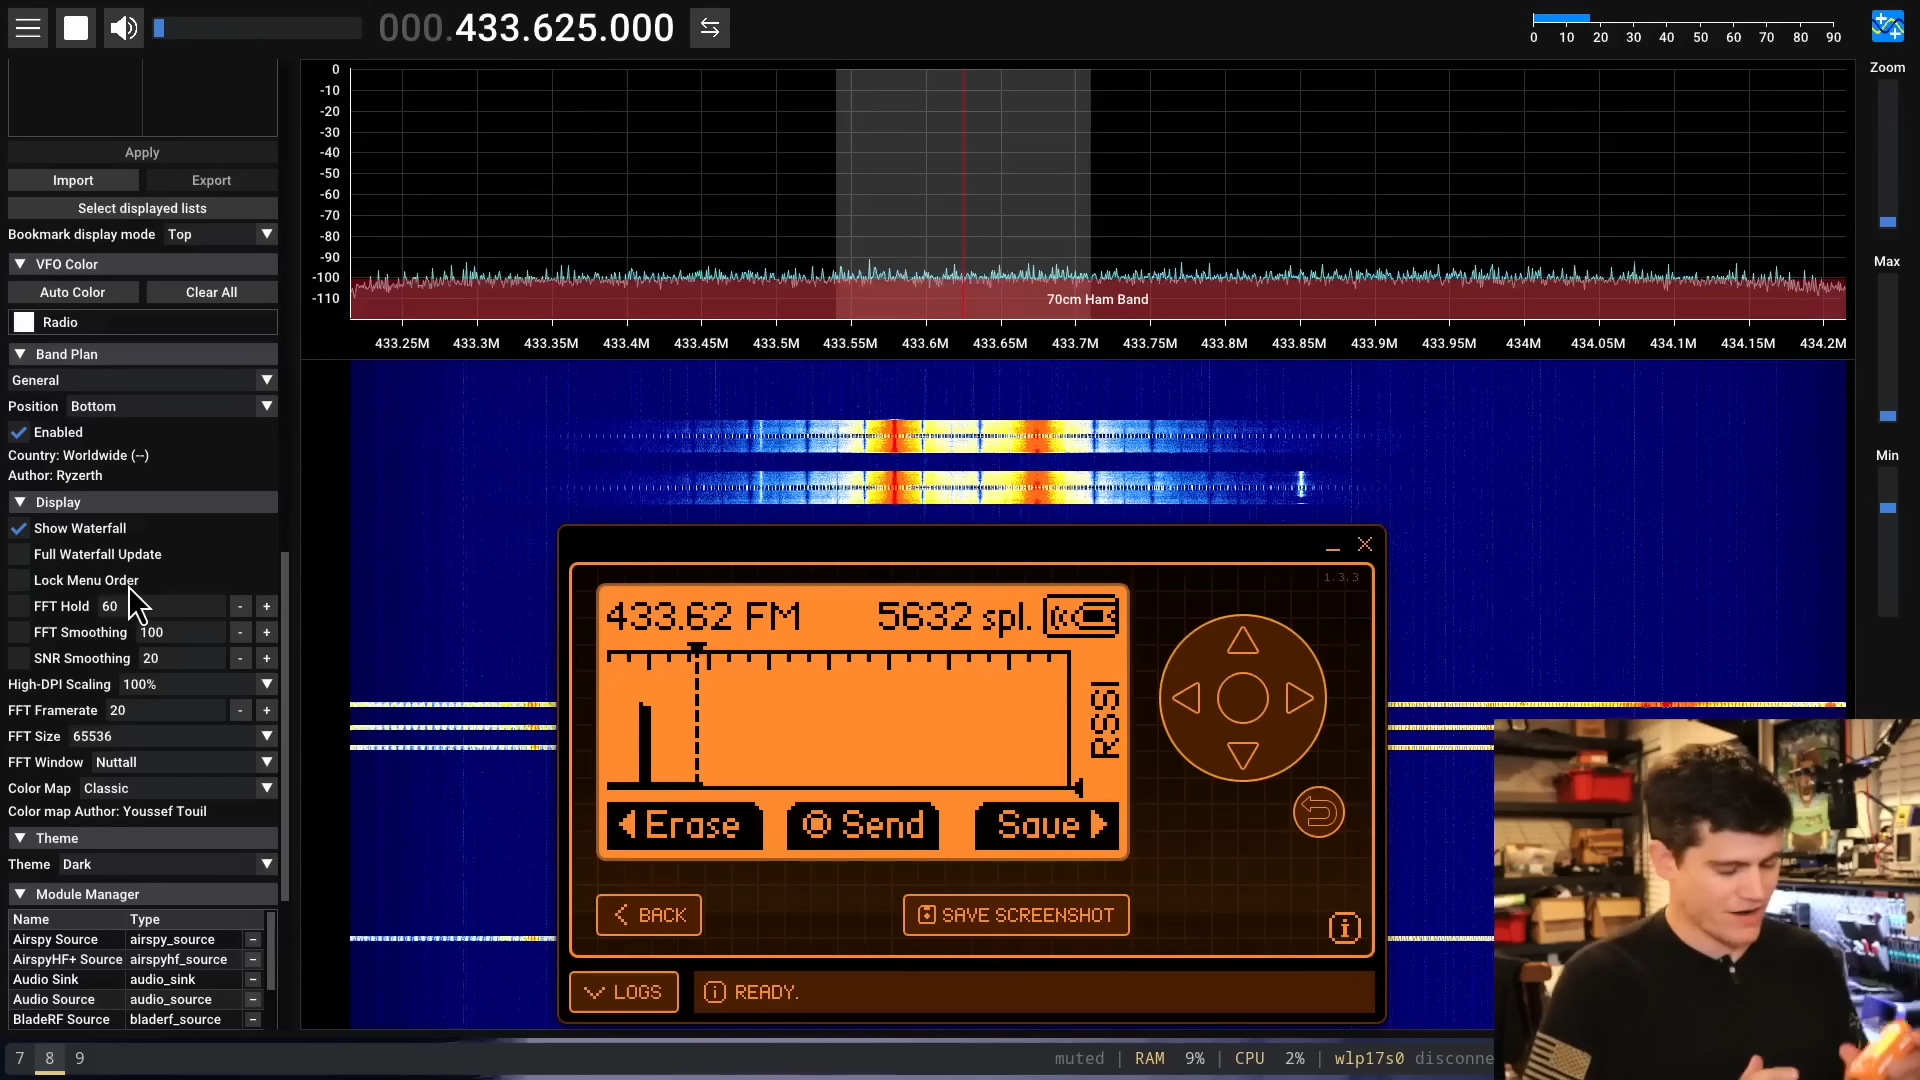 000.433.625.000
0 10 20 30 40 50 60 70 80 90
Zoom
Max
Min
Apply
Import Export
Select displayed lists
Bookmark display mode Top
VFO Color
Auto Color Clear All
Radio
Band Plan
General
Position Bottom
Enabled
Country: Worldwide (--)
Author: Ryzerth
Display
Show Waterfall
Full Waterfall Update
Lock Menu Order
FFT Hold 60 - +
FFT Smoothing 100 - +
SNR Smoothing 20 - +
High-DPI Scaling 100%
FFT Framerate 20 - +
FFT Size 65536
FFT Window Nuttall
Color Map Classic
Color map Author: Youssef Touil
Theme
Theme Dark
Module Manager
Name Type
Airspy Source airspy_source -
AirspyHF+ Source airspyhf_source -
Audio Sink audio_sink -
Audio Source audio_source -
BladeRF Source bladerf_source -
0
-10
-20
-30
-40
-50
-60
-70
-80
-90
-100
-110
70cm Ham Band
433.25M 433.3M 433.35M 433.4M 433.45M 433.5M 433.55M 433.6M 433.65M 433.7M 433.75M 433.8M 433.85M 433.9M 433.95M 434M 434.05M 434.1M 434.15M 434.2M
1.3.3
433.62 FM 5632 spl.
RSSI
Erase Send Save
BACK SAVE SCREENSHOT
LOGS READY.
7 8 9
muted | RAM 9% | CPU 2% | wlp17s0 disconne